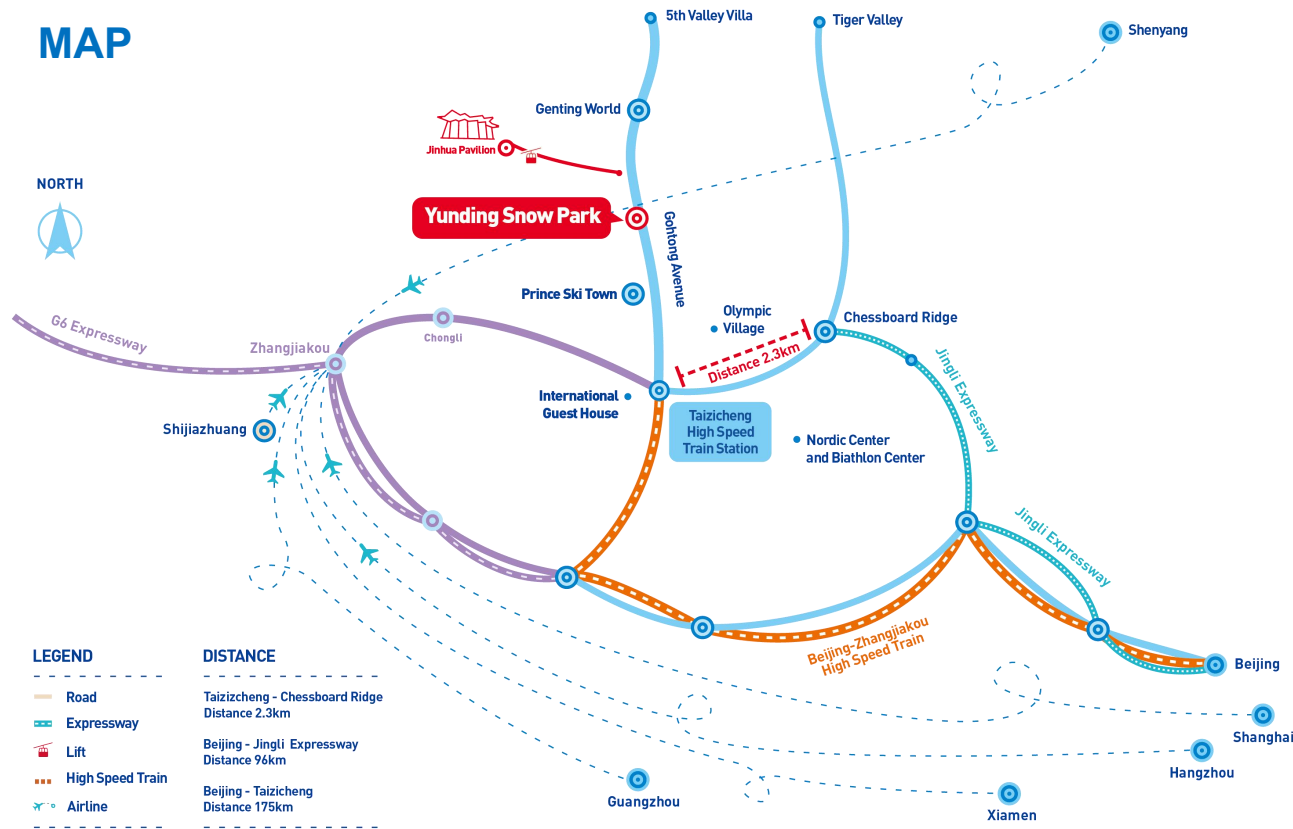 MAP
5th Valley Villa
Tiger Valley
Shenyang
Genting World
Jinhua Pavilion
NORTH
Yunding Snow Park
Gohtong Avenue
Prince Ski Town
G6 Expressway
Zhangjiakou
Chongli
Olympic
Village
Chessboard Ridge
Distance 2.3km
Jingli Expressway
International
Guest House
Taizicheng
High Speed
Train Station
Shijiazhuang
Nordic Center
and Biathlon Center
Jingli Expressway
Beijing-Zhangjiakou
High Speed Train
Beijing
LEGEND
Road
Expressway
Lift
High Speed Train
Airline
DISTANCE
Taizizcheng - Chessboard Ridge
Distance 2.3km
Beijing - Jingli Expressway
Distance 96km
Beijing - Taizicheng
Distance 175km
Shanghai
Hangzhou
Guangzhou
Xiamen